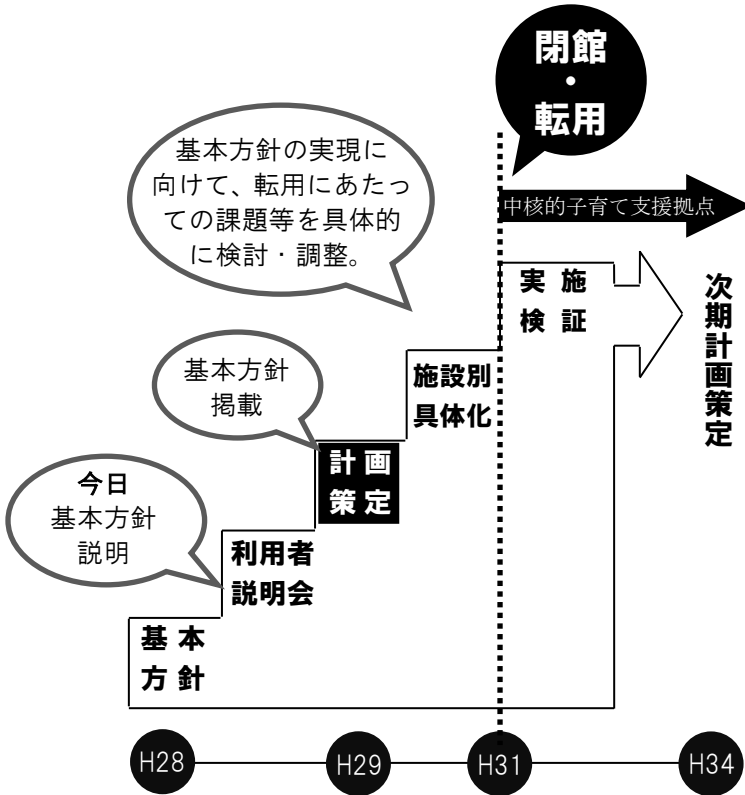 閉館
・
転用
基本方針の実現に
向けて、転用にあたっ
ての課題等を具体的
に検討・調整。
中核的子育て支援拠点
実施
検証
次期計画策定
基本方針
掲載
施設別
具体化
計画
策定
今日
基本方針
説明
利用者
説明会
基本
方針
H28
H29
H31
H34